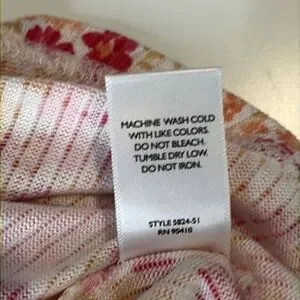 MACHINE WASH COLD
WITH LIKE COLORS.
DO NOT BLEACH.
TUMBLE DRY LOW.
DO NOT IRON.
STYLE 5824-51
RN 90410